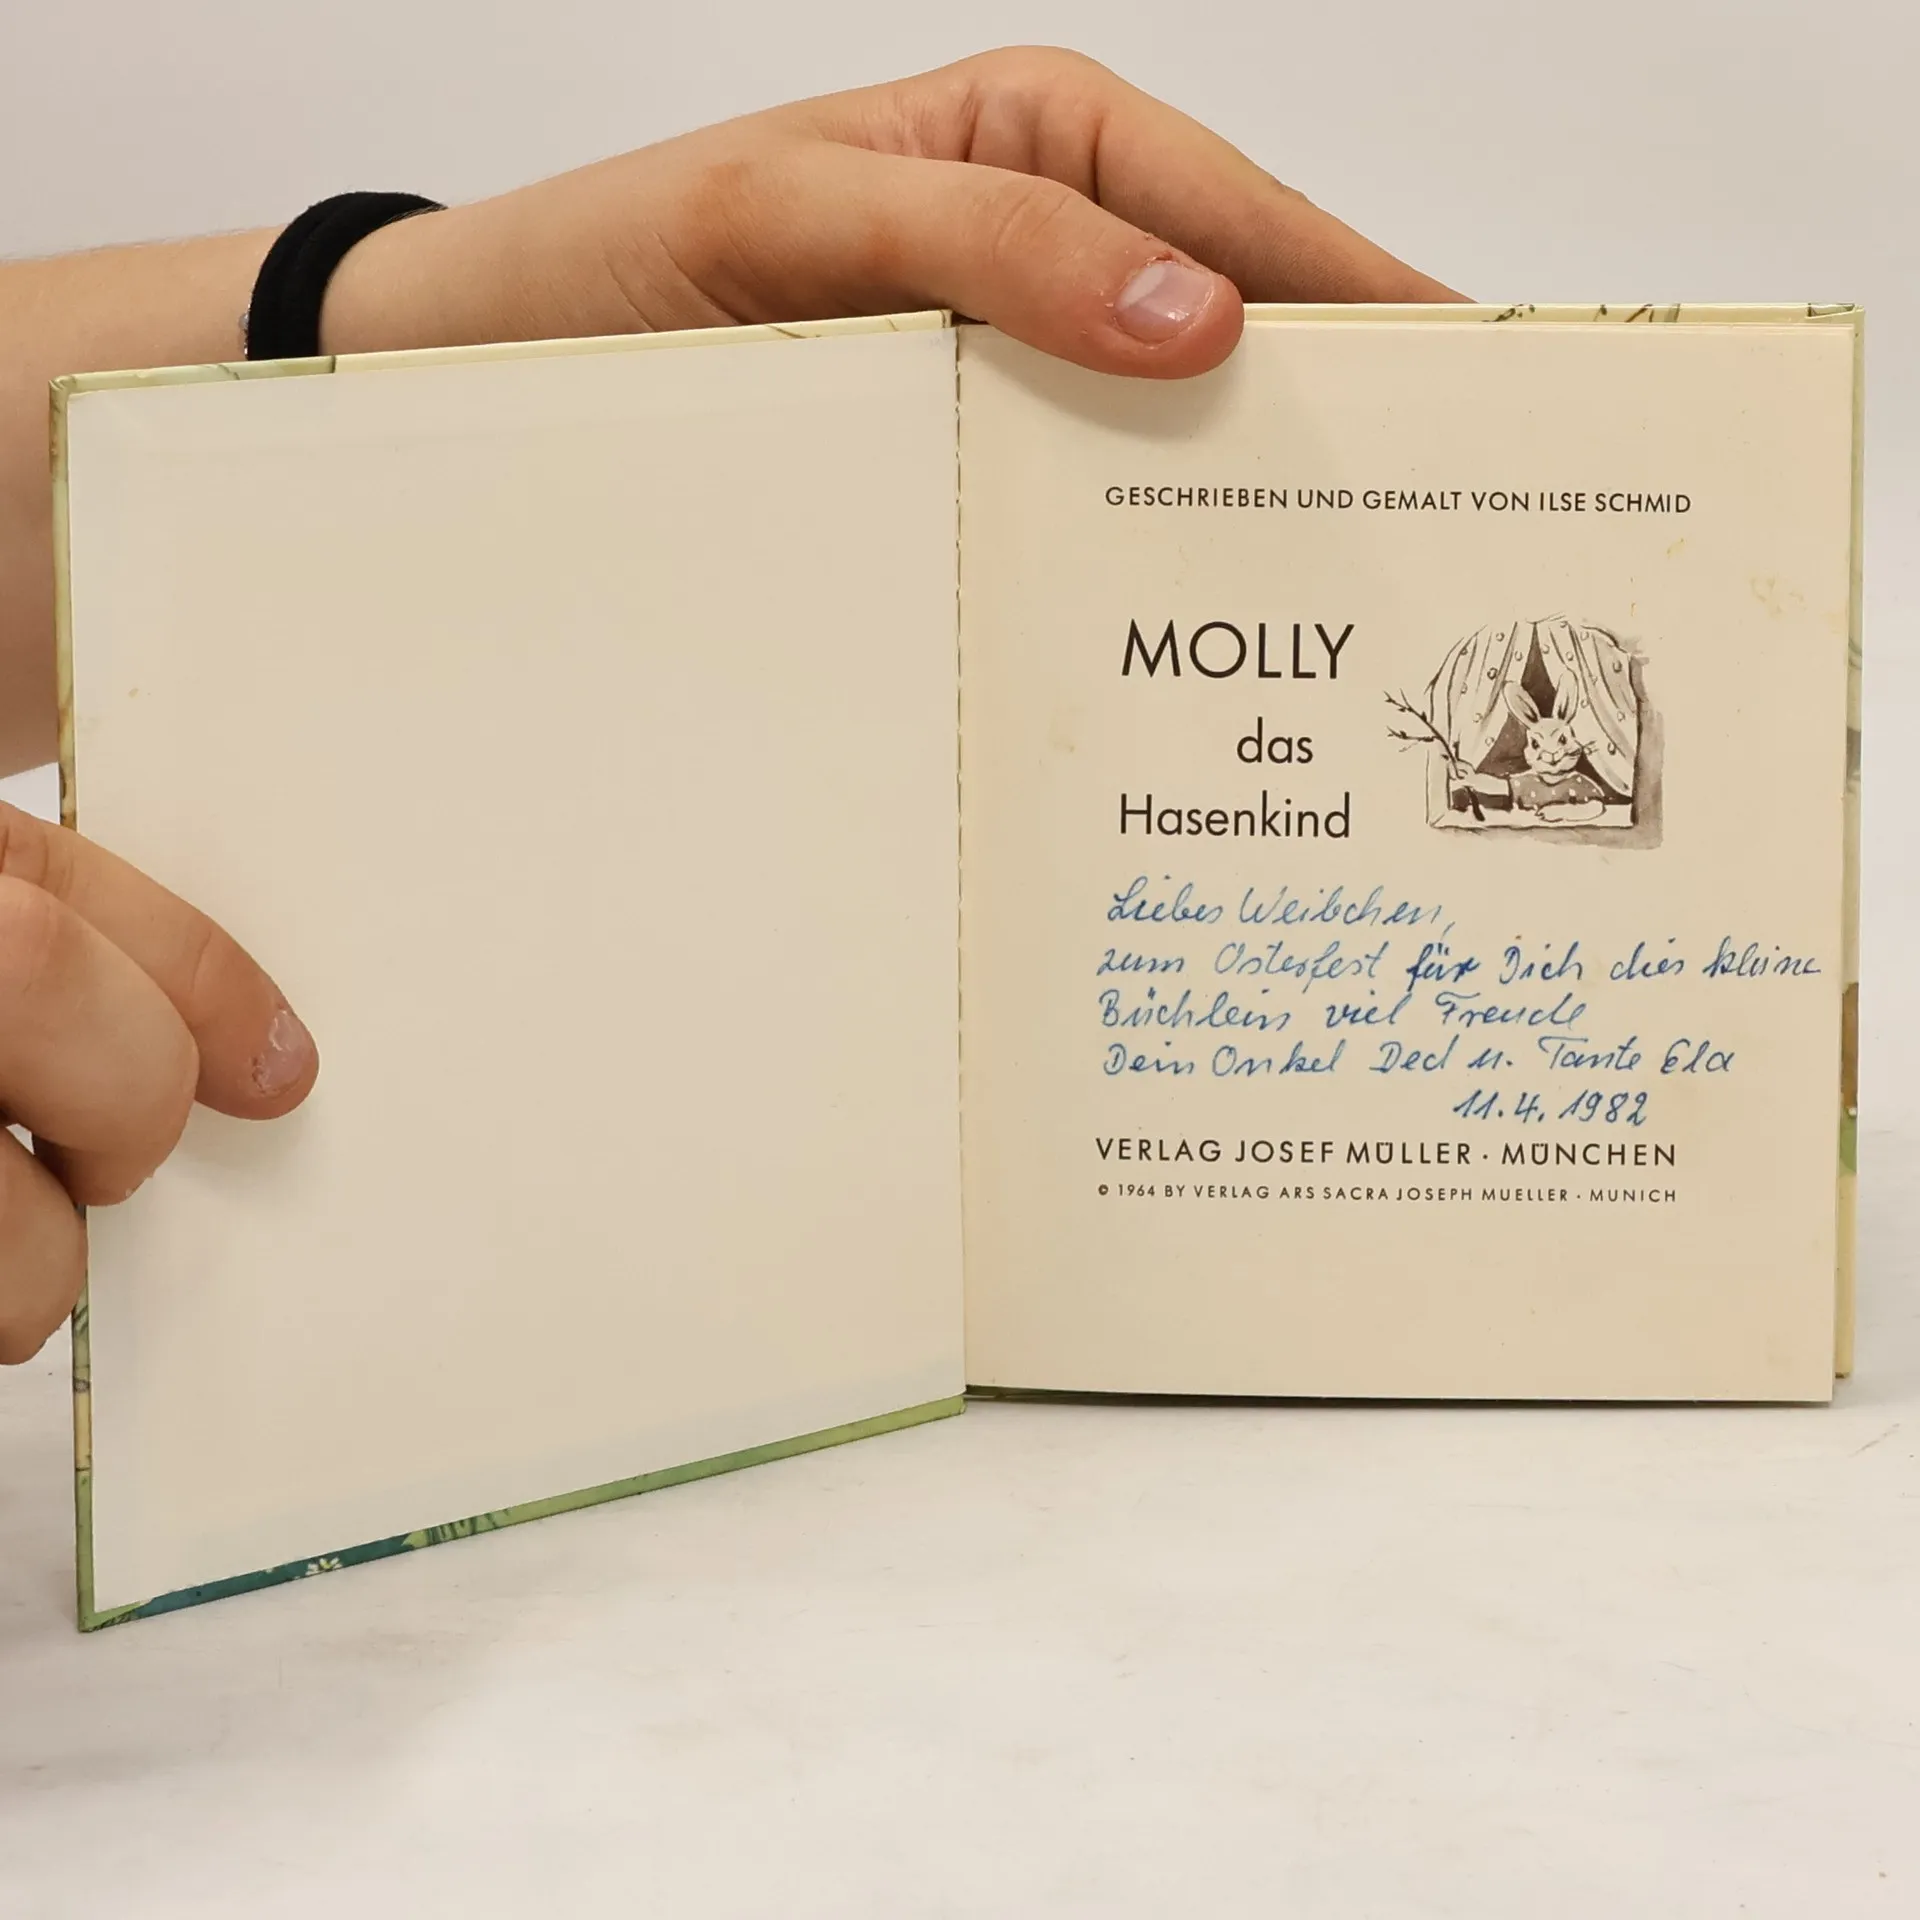 GESCHRIEBEN UND GEMALT VON ILSE SCHMID
MOLLY
das
Hasenkind
Liebes Weibchen,
zum Osterfest für Dich dies kleine
Büchlein viel Freude
Dein Onkel Ded u. Tante Ela
11.4.1982
VERLAG JOSEF MÜLLER · MÜNCHEN
© 1964 BY VERLAG ARS SACRA JOSEPH MUELLER · MUNICH